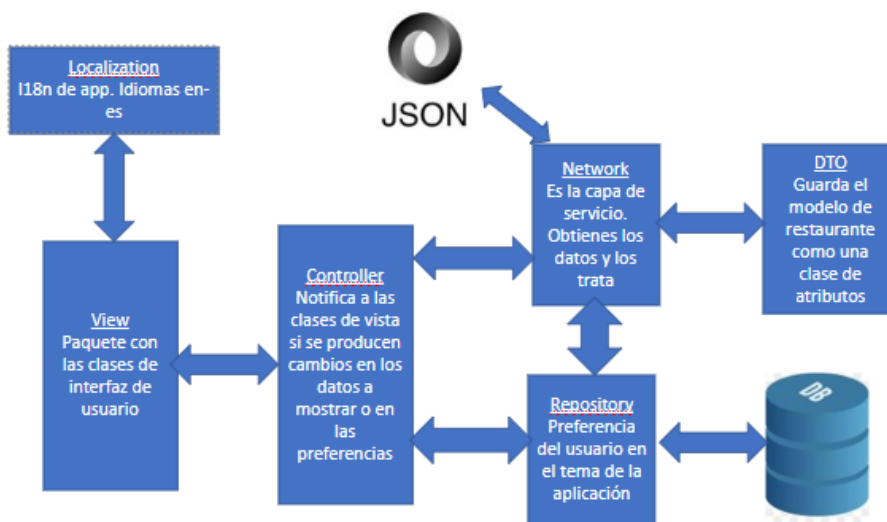 Localization
I18n de app. Idiomas en-
es
JSON
Network
Es la capa de
servicio.
Obtienes los
datos y los
trata
DTO
Guarda el
modelo de
restaurante
como una
clase de
atributos
Controller
Notifica a las
clases de vista
si se producen
cambios en los
datos a
mostrar o en
las
preferencias
View
Paquete con
las clases de
interfaz de
usuario
Repository
Preferencia
del usuario en
el tema de la
aplicación
DB